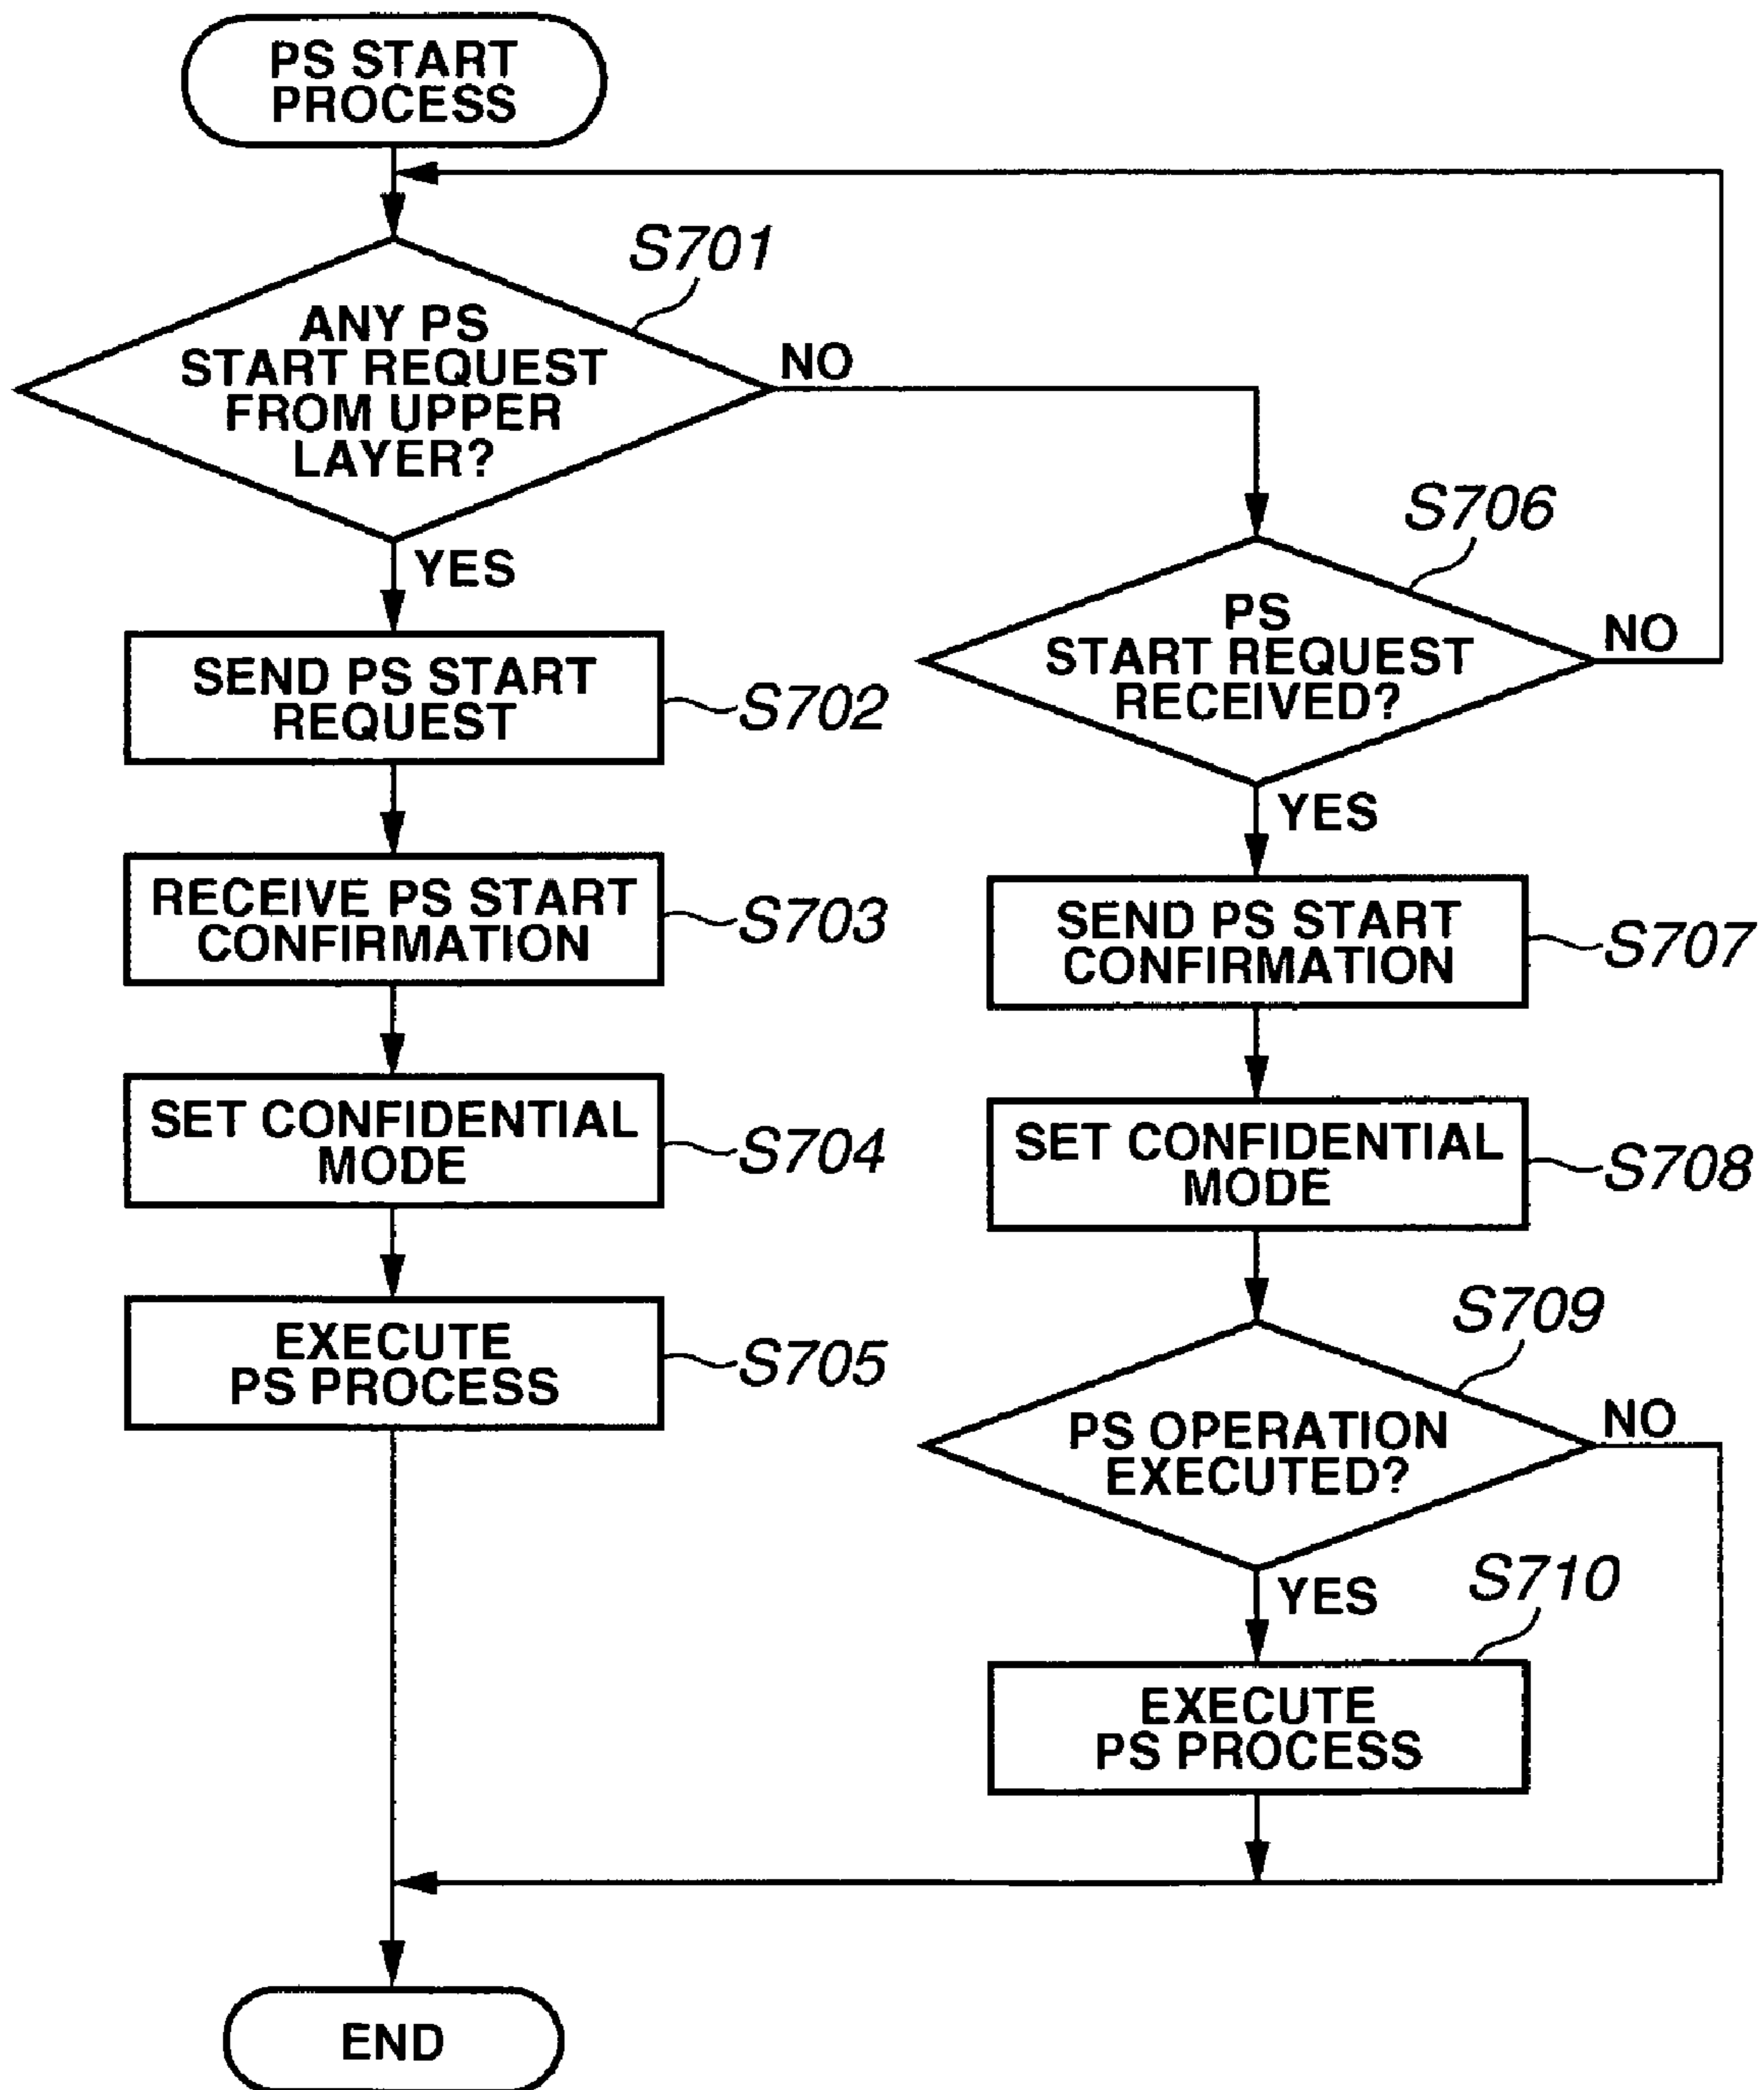 PS START
PROCESS
S701
ANY PS
START REQUEST
FROM UPPER
LAYER?
NO
YES
SEND PS START
REQUEST
S702
RECEIVE PS START
CONFIRMATION
S703
SET CONFIDENTIAL
MODE
S704
EXECUTE
PS PROCESS
S705
S706
PS
START REQUEST
RECEIVED?
NO
YES
SEND PS START
CONFIRMATION
S707
SET CONFIDENTIAL
MODE
S708
S709
PS OPERATION
EXECUTED?
NO
YES
S710
EXECUTE
PS PROCESS
END